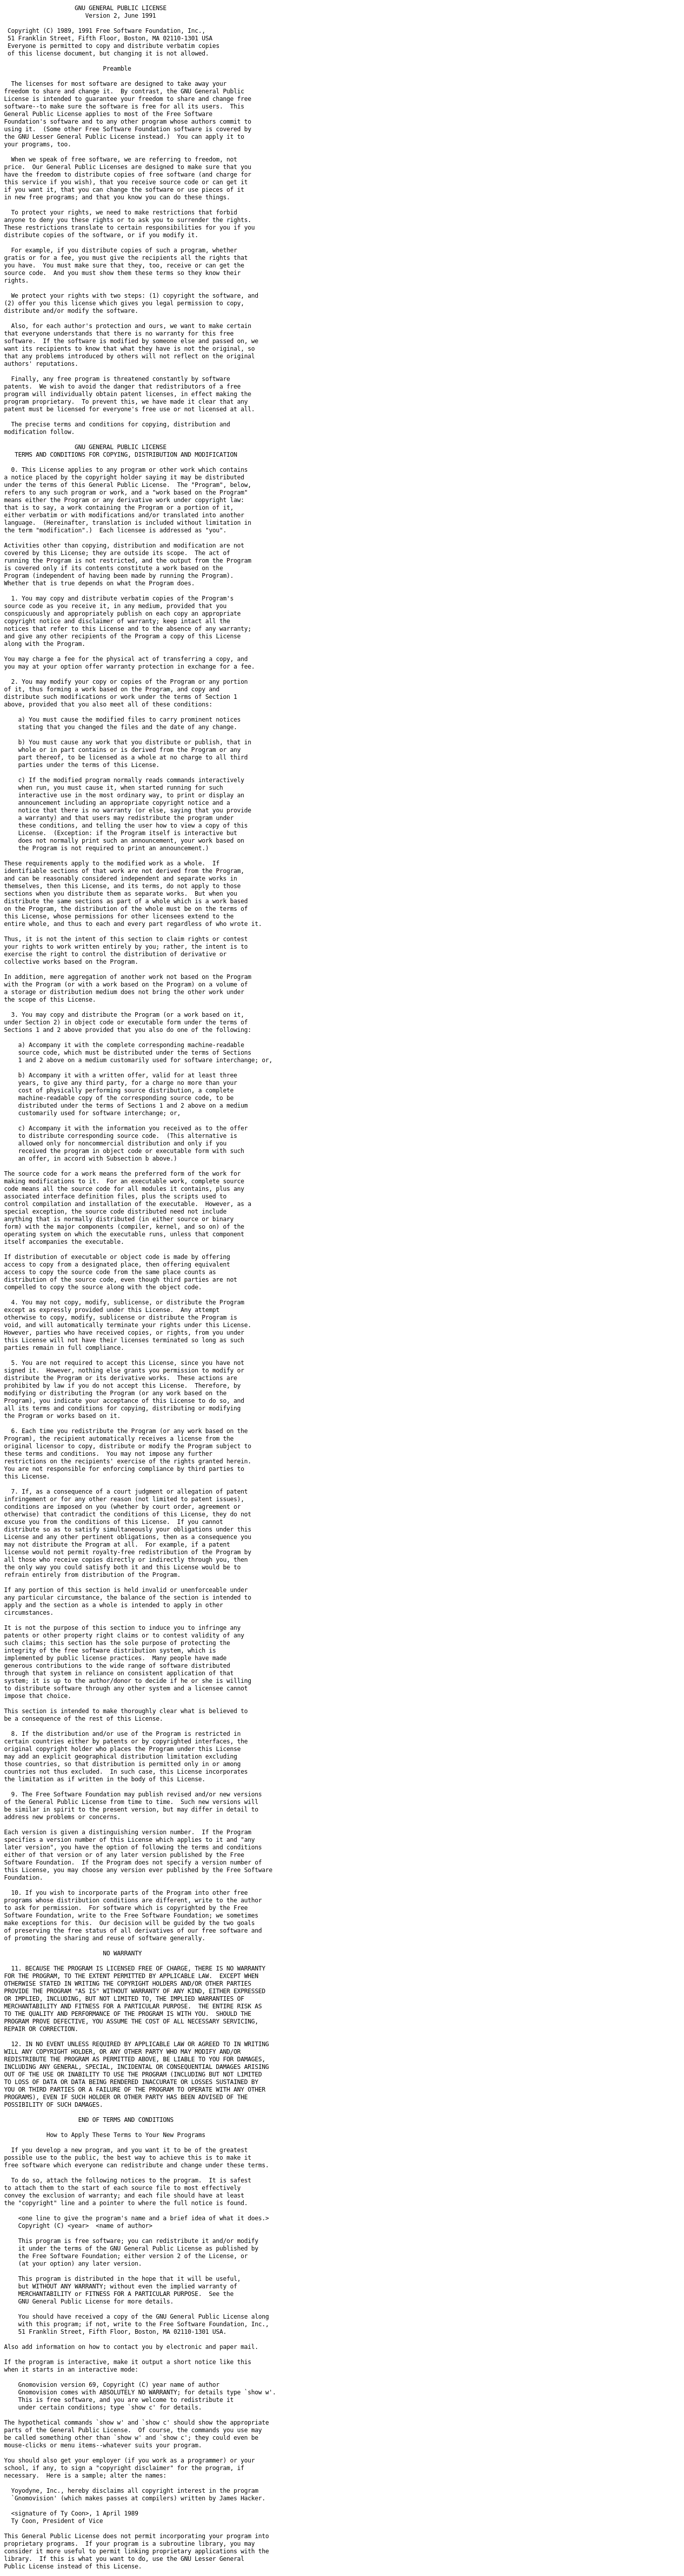 GNU GENERAL PUBLIC LICENSE
Version 2, June 1991

Copyright (C) 1989, 1991 Free Software Foundation, Inc.,
51 Franklin Street, Fifth Floor, Boston, MA 02110-1301 USA
Everyone is permitted to copy and distribute verbatim copies
of this license document, but changing it is not allowed.

Preamble

The licenses for most software are designed to take away your
freedom to share and change it.  By contrast, the GNU General Public
License is intended to guarantee your freedom to share and change free
software--to make sure the software is free for all its users.  This
General Public License applies to most of the Free Software
Foundation's software and to any other program whose authors commit to
using it.  (Some other Free Software Foundation software is covered by
the GNU Lesser General Public License instead.)  You can apply it to
your programs, too.

When we speak of free software, we are referring to freedom, not
price.  Our General Public Licenses are designed to make sure that you
have the freedom to distribute copies of free software (and charge for
this service if you wish), that you receive source code or can get it
if you want it, that you can change the software or use pieces of it
in new free programs; and that you know you can do these things.

To protect your rights, we need to make restrictions that forbid
anyone to deny you these rights or to ask you to surrender the rights.
These restrictions translate to certain responsibilities for you if you
distribute copies of the software, or if you modify it.

For example, if you distribute copies of such a program, whether
gratis or for a fee, you must give the recipients all the rights that
you have.  You must make sure that they, too, receive or can get the
source code.  And you must show them these terms so they know their
rights.

We protect your rights with two steps: (1) copyright the software, and
(2) offer you this license which gives you legal permission to copy,
distribute and/or modify the software.

Also, for each author's protection and ours, we want to make certain
that everyone understands that there is no warranty for this free
software.  If the software is modified by someone else and passed on, we
want its recipients to know that what they have is not the original, so
that any problems introduced by others will not reflect on the original
authors' reputations.

Finally, any free program is threatened constantly by software
patents.  We wish to avoid the danger that redistributors of a free
program will individually obtain patent licenses, in effect making the
program proprietary.  To prevent this, we have made it clear that any
patent must be licensed for everyone's free use or not licensed at all.

The precise terms and conditions for copying, distribution and
modification follow.

GNU GENERAL PUBLIC LICENSE
TERMS AND CONDITIONS FOR COPYING, DISTRIBUTION AND MODIFICATION

0. This License applies to any program or other work which contains
a notice placed by the copyright holder saying it may be distributed
under the terms of this General Public License.  The "Program", below,
refers to any such program or work, and a "work based on the Program"
means either the Program or any derivative work under copyright law:
that is to say, a work containing the Program or a portion of it,
either verbatim or with modifications and/or translated into another
language.  (Hereinafter, translation is included without limitation in
the term "modification".)  Each licensee is addressed as "you".

Activities other than copying, distribution and modification are not
covered by this License; they are outside its scope.  The act of
running the Program is not restricted, and the output from the Program
is covered only if its contents constitute a work based on the
Program (independent of having been made by running the Program).
Whether that is true depends on what the Program does.

1. You may copy and distribute verbatim copies of the Program's
source code as you receive it, in any medium, provided that you
conspicuously and appropriately publish on each copy an appropriate
copyright notice and disclaimer of warranty; keep intact all the
notices that refer to this License and to the absence of any warranty;
and give any other recipients of the Program a copy of this License
along with the Program.

You may charge a fee for the physical act of transferring a copy, and
you may at your option offer warranty protection in exchange for a fee.

2. You may modify your copy or copies of the Program or any portion
of it, thus forming a work based on the Program, and copy and
distribute such modifications or work under the terms of Section 1
above, provided that you also meet all of these conditions:

a) You must cause the modified files to carry prominent notices
stating that you changed the files and the date of any change.

b) You must cause any work that you distribute or publish, that in
whole or in part contains or is derived from the Program or any
part thereof, to be licensed as a whole at no charge to all third
parties under the terms of this License.

c) If the modified program normally reads commands interactively
when run, you must cause it, when started running for such
interactive use in the most ordinary way, to print or display an
announcement including an appropriate copyright notice and a
notice that there is no warranty (or else, saying that you provide
a warranty) and that users may redistribute the program under
these conditions, and telling the user how to view a copy of this
License.  (Exception: if the Program itself is interactive but
does not normally print such an announcement, your work based on
the Program is not required to print an announcement.)

These requirements apply to the modified work as a whole.  If
identifiable sections of that work are not derived from the Program,
and can be reasonably considered independent and separate works in
themselves, then this License, and its terms, do not apply to those
sections when you distribute them as separate works.  But when you
distribute the same sections as part of a whole which is a work based
on the Program, the distribution of the whole must be on the terms of
this License, whose permissions for other licensees extend to the
entire whole, and thus to each and every part regardless of who wrote it.

Thus, it is not the intent of this section to claim rights or contest
your rights to work written entirely by you; rather, the intent is to
exercise the right to control the distribution of derivative or
collective works based on the Program.

In addition, mere aggregation of another work not based on the Program
with the Program (or with a work based on the Program) on a volume of
a storage or distribution medium does not bring the other work under
the scope of this License.

3. You may copy and distribute the Program (or a work based on it,
under Section 2) in object code or executable form under the terms of
Sections 1 and 2 above provided that you also do one of the following:

a) Accompany it with the complete corresponding machine-readable
source code, which must be distributed under the terms of Sections
1 and 2 above on a medium customarily used for software interchange; or,

b) Accompany it with a written offer, valid for at least three
years, to give any third party, for a charge no more than your
cost of physically performing source distribution, a complete
machine-readable copy of the corresponding source code, to be
distributed under the terms of Sections 1 and 2 above on a medium
customarily used for software interchange; or,

c) Accompany it with the information you received as to the offer
to distribute corresponding source code.  (This alternative is
allowed only for noncommercial distribution and only if you
received the program in object code or executable form with such
an offer, in accord with Subsection b above.)

The source code for a work means the preferred form of the work for
making modifications to it.  For an executable work, complete source
code means all the source code for all modules it contains, plus any
associated interface definition files, plus the scripts used to
control compilation and installation of the executable.  However, as a
special exception, the source code distributed need not include
anything that is normally distributed (in either source or binary
form) with the major components (compiler, kernel, and so on) of the
operating system on which the executable runs, unless that component
itself accompanies the executable.

If distribution of executable or object code is made by offering
access to copy from a designated place, then offering equivalent
access to copy the source code from the same place counts as
distribution of the source code, even though third parties are not
compelled to copy the source along with the object code.

4. You may not copy, modify, sublicense, or distribute the Program
except as expressly provided under this License.  Any attempt
otherwise to copy, modify, sublicense or distribute the Program is
void, and will automatically terminate your rights under this License.
However, parties who have received copies, or rights, from you under
this License will not have their licenses terminated so long as such
parties remain in full compliance.

5. You are not required to accept this License, since you have not
signed it.  However, nothing else grants you permission to modify or
distribute the Program or its derivative works.  These actions are
prohibited by law if you do not accept this License.  Therefore, by
modifying or distributing the Program (or any work based on the
Program), you indicate your acceptance of this License to do so, and
all its terms and conditions for copying, distributing or modifying
the Program or works based on it.

6. Each time you redistribute the Program (or any work based on the
Program), the recipient automatically receives a license from the
original licensor to copy, distribute or modify the Program subject to
these terms and conditions.  You may not impose any further
restrictions on the recipients' exercise of the rights granted herein.
You are not responsible for enforcing compliance by third parties to
this License.

7. If, as a consequence of a court judgment or allegation of patent
infringement or for any other reason (not limited to patent issues),
conditions are imposed on you (whether by court order, agreement or
otherwise) that contradict the conditions of this License, they do not
excuse you from the conditions of this License.  If you cannot
distribute so as to satisfy simultaneously your obligations under this
License and any other pertinent obligations, then as a consequence you
may not distribute the Program at all.  For example, if a patent
license would not permit royalty-free redistribution of the Program by
all those who receive copies directly or indirectly through you, then
the only way you could satisfy both it and this License would be to
refrain entirely from distribution of the Program.

If any portion of this section is held invalid or unenforceable under
any particular circumstance, the balance of the section is intended to
apply and the section as a whole is intended to apply in other
circumstances.

It is not the purpose of this section to induce you to infringe any
patents or other property right claims or to contest validity of any
such claims; this section has the sole purpose of protecting the
integrity of the free software distribution system, which is
implemented by public license practices.  Many people have made
generous contributions to the wide range of software distributed
through that system in reliance on consistent application of that
system; it is up to the author/donor to decide if he or she is willing
to distribute software through any other system and a licensee cannot
impose that choice.

This section is intended to make thoroughly clear what is believed to
be a consequence of the rest of this License.

8. If the distribution and/or use of the Program is restricted in
certain countries either by patents or by copyrighted interfaces, the
original copyright holder who places the Program under this License
may add an explicit geographical distribution limitation excluding
those countries, so that distribution is permitted only in or among
countries not thus excluded.  In such case, this License incorporates
the limitation as if written in the body of this License.

9. The Free Software Foundation may publish revised and/or new versions
of the General Public License from time to time.  Such new versions will
be similar in spirit to the present version, but may differ in detail to
address new problems or concerns.

Each version is given a distinguishing version number.  If the Program
specifies a version number of this License which applies to it and "any
later version", you have the option of following the terms and conditions
either of that version or of any later version published by the Free
Software Foundation.  If the Program does not specify a version number of
this License, you may choose any version ever published by the Free Software
Foundation.

10. If you wish to incorporate parts of the Program into other free
programs whose distribution conditions are different, write to the author
to ask for permission.  For software which is copyrighted by the Free
Software Foundation, write to the Free Software Foundation; we sometimes
make exceptions for this.  Our decision will be guided by the two goals
of preserving the free status of all derivatives of our free software and
of promoting the sharing and reuse of software generally.

NO WARRANTY

11. BECAUSE THE PROGRAM IS LICENSED FREE OF CHARGE, THERE IS NO WARRANTY
FOR THE PROGRAM, TO THE EXTENT PERMITTED BY APPLICABLE LAW.  EXCEPT WHEN
OTHERWISE STATED IN WRITING THE COPYRIGHT HOLDERS AND/OR OTHER PARTIES
PROVIDE THE PROGRAM "AS IS" WITHOUT WARRANTY OF ANY KIND, EITHER EXPRESSED
OR IMPLIED, INCLUDING, BUT NOT LIMITED TO, THE IMPLIED WARRANTIES OF
MERCHANTABILITY AND FITNESS FOR A PARTICULAR PURPOSE.  THE ENTIRE RISK AS
TO THE QUALITY AND PERFORMANCE OF THE PROGRAM IS WITH YOU.  SHOULD THE
PROGRAM PROVE DEFECTIVE, YOU ASSUME THE COST OF ALL NECESSARY SERVICING,
REPAIR OR CORRECTION.

12. IN NO EVENT UNLESS REQUIRED BY APPLICABLE LAW OR AGREED TO IN WRITING
WILL ANY COPYRIGHT HOLDER, OR ANY OTHER PARTY WHO MAY MODIFY AND/OR
REDISTRIBUTE THE PROGRAM AS PERMITTED ABOVE, BE LIABLE TO YOU FOR DAMAGES,
INCLUDING ANY GENERAL, SPECIAL, INCIDENTAL OR CONSEQUENTIAL DAMAGES ARISING
OUT OF THE USE OR INABILITY TO USE THE PROGRAM (INCLUDING BUT NOT LIMITED
TO LOSS OF DATA OR DATA BEING RENDERED INACCURATE OR LOSSES SUSTAINED BY
YOU OR THIRD PARTIES OR A FAILURE OF THE PROGRAM TO OPERATE WITH ANY OTHER
PROGRAMS), EVEN IF SUCH HOLDER OR OTHER PARTY HAS BEEN ADVISED OF THE
POSSIBILITY OF SUCH DAMAGES.

END OF TERMS AND CONDITIONS

How to Apply These Terms to Your New Programs

If you develop a new program, and you want it to be of the greatest
possible use to the public, the best way to achieve this is to make it
free software which everyone can redistribute and change under these terms.

To do so, attach the following notices to the program.  It is safest
to attach them to the start of each source file to most effectively
convey the exclusion of warranty; and each file should have at least
the "copyright" line and a pointer to where the full notice is found.

<one line to give the program's name and a brief idea of what it does.>
Copyright (C) <year>  <name of author>

This program is free software; you can redistribute it and/or modify
it under the terms of the GNU General Public License as published by
the Free Software Foundation; either version 2 of the License, or
(at your option) any later version.

This program is distributed in the hope that it will be useful,
but WITHOUT ANY WARRANTY; without even the implied warranty of
MERCHANTABILITY or FITNESS FOR A PARTICULAR PURPOSE.  See the
GNU General Public License for more details.

You should have received a copy of the GNU General Public License along
with this program; if not, write to the Free Software Foundation, Inc.,
51 Franklin Street, Fifth Floor, Boston, MA 02110-1301 USA.

Also add information on how to contact you by electronic and paper mail.

If the program is interactive, make it output a short notice like this
when it starts in an interactive mode:

Gnomovision version 69, Copyright (C) year name of author
Gnomovision comes with ABSOLUTELY NO WARRANTY; for details type `show w'.
This is free software, and you are welcome to redistribute it
under certain conditions; type `show c' for details.

The hypothetical commands `show w' and `show c' should show the appropriate
parts of the General Public License.  Of course, the commands you use may
be called something other than `show w' and `show c'; they could even be
mouse-clicks or menu items--whatever suits your program.

You should also get your employer (if you work as a programmer) or your
school, if any, to sign a "copyright disclaimer" for the program, if
necessary.  Here is a sample; alter the names:

Yoyodyne, Inc., hereby disclaims all copyright interest in the program
`Gnomovision' (which makes passes at compilers) written by James Hacker.

<signature of Ty Coon>, 1 April 1989
Ty Coon, President of Vice

This General Public License does not permit incorporating your program into
proprietary programs.  If your program is a subroutine library, you may
consider it more useful to permit linking proprietary applications with the
library.  If this is what you want to do, use the GNU Lesser General
Public License instead of this License.